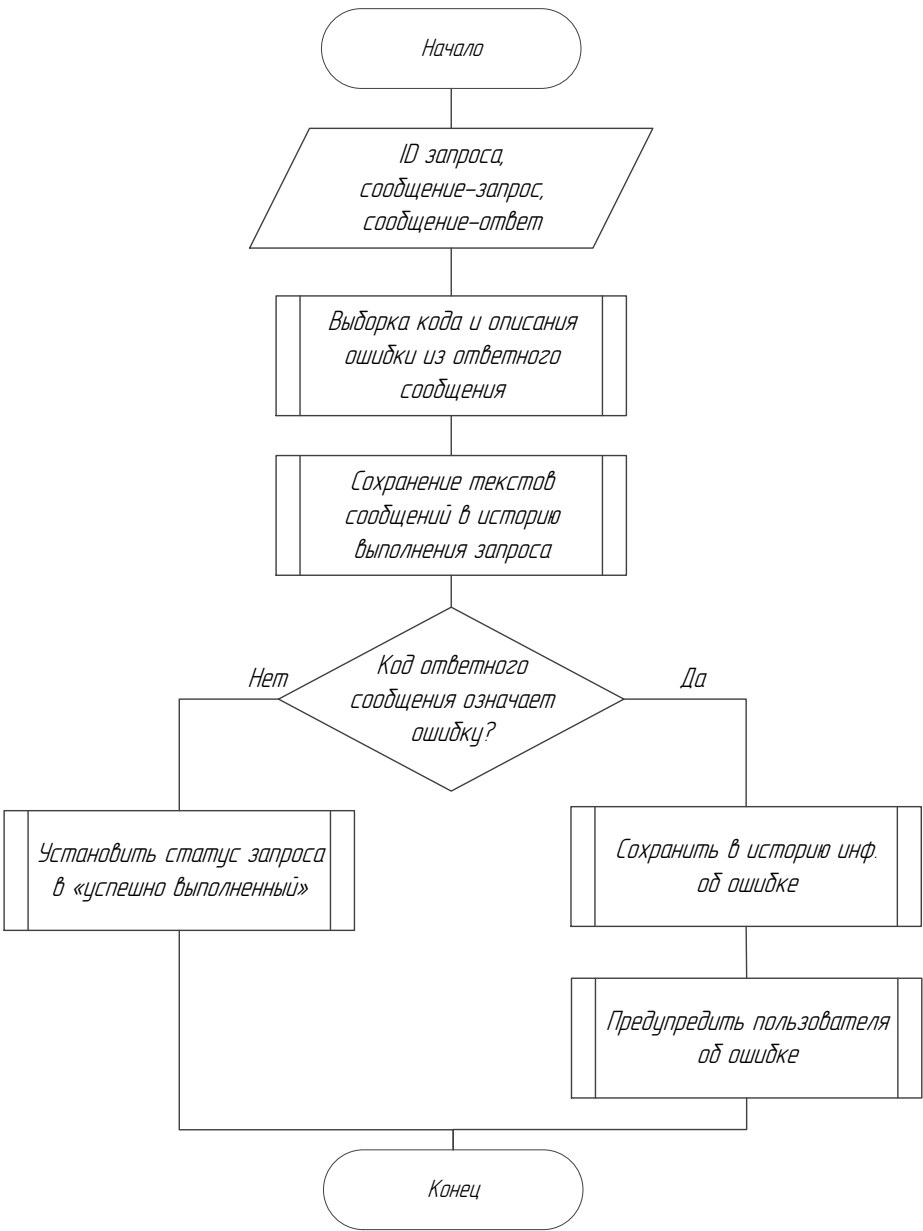 Начало
ID запроса,
сообщение-запрос,
сообщение-ответ
Выборка кода и описания
ошибки из ответного
сообщения
Сохранение текстов
сообщений в историю
выполнения запроса
Код ответного
сообщения означает
ошибку?
Нет
Да
Установить статус запроса
в «успешно выполненный»
Сохранить в историю инф.
об ошибке
Предупредить пользователя
об ошибке
Конец